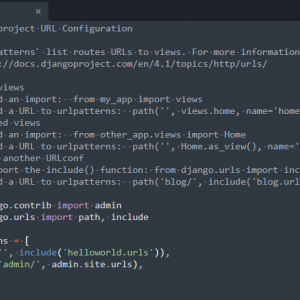 project URL Configuration
patterns` list routes URLs to views. For more information
://docs.djangoproject.com/en/4.1/topics/http/urls/
views
d an import: from my_app import views
d a URL to urlpatterns: path('', views.home, name='home
ed views
d an import: from other_app.views import Home
d a URL to urlpatterns: path('', Home.as_view(), name='
another URLconf
port the include() function: from django.urls import inc
d a URL to urlpatterns: path('blog/', include('blog.url
go.contrib import admin
go.urls import path, include
ns = [
'', include('helloworld.urls')),
'admin/', admin.site.urls),